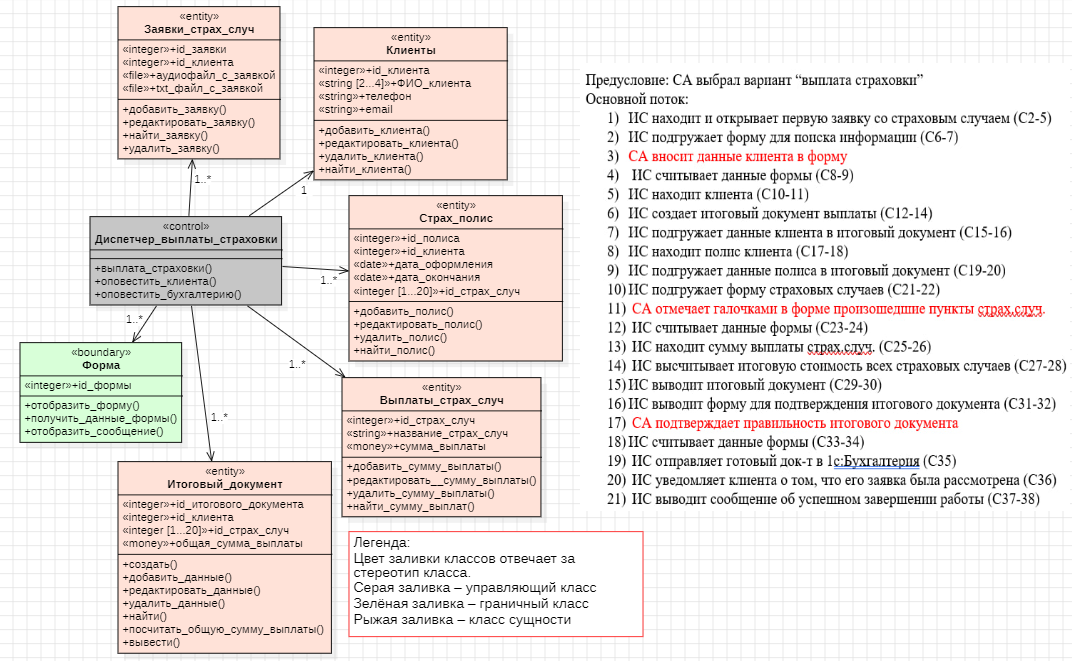 «entity»
Заявки_страх_случ
«integer»+id_заявки
«integer»+id_клиента
«file»+аудиофайл_с_заявкой
«file»+txt_файл_с_заявкой
+добавить_заявку()
+редактировать_заявку()
+найти_заявку()
+удалить_заявку()
«entity»
Клиенты
«integer»+id_клиента
«string [2...4]»+ФИО_клиента
«string»+телефон
«string»+email
+добавить_клиента()
+редактировать_клиента()
+удалить_клиента()
+найти_клиента()
1..*
1
«control»
Диспетчер_выплаты_страховки
+выплата_страховки()
+оповестить_клиента()
+оповестить_бухгалтерию()
«entity»
Страх_полис
«integer»+id_полиса
«integer»+id_клиента
«date»+дата_оформления
«date»+дата_окончания
«integer [1...20]»+id_страх_случ
+добавить_полис()
+редактировать_полис()
+удалить_полис()
+найти_полис()
1..*
1..*
1..*
1..*
«boundary»
Форма
«integer»+id_формы
+отобразить_форму()
+получить_данные_формы()
+отобразить_сообщение()
«entity»
Выплаты_страх_случ
«integer»+id_страх_случ
«string»+название_страх_случ
«money»+сумма_выплаты
+добавить_сумму_выплаты()
+редактировать__сумму_выплаты()
+удалить_сумму_выплаты()
+найти_сумму_выплат()
«entity»
Итоговый_документ
«integer»+id_итогового_документа
«integer»+id_клиента
«integer [1...20]»+id_страх_случ
«money»+общая_сумма_выплаты
+создать()
+добавить_данные()
+редактировать_данные()
+удалить_данные()
+найти()
+посчитать_общую_сумму_выплаты()
+вывести()
Легенда:
Цвет заливки классов отвечает за
стереотип класса.
Серая заливка – управляющий класс
Зелёная заливка – граничный класс
Рыжая заливка – класс сущности
Предусловие: СА выбрал вариант “выплата страховки”
Основной поток:
1) ИС находит и открывает первую заявку со страховым случаем (С2-5)
2) ИС подгружает форму для поиска информации (С6-7)
3) СА вносит данные клиента в форму
4) ИС считывает данные формы (С8-9)
5) ИС находит клиента (С10-11)
6) ИС создает итоговый документ выплаты (С12-14)
7) ИС подгружает данные клиента в итоговый документ (С15-16)
8) ИС находит полис клиента (С17-18)
9) ИС подгружает данные полиса в итоговый документ (С19-20)
10) ИС подгружает форму страховых случаев (С21-22)
11) СА отмечает галочками в форме произошедшие пункты страх.случ.
12) ИС считывает данные формы (С23-24)
13) ИС находит сумму выплаты страх.случ. (С25-26)
14) ИС высчитывает итоговую стоимость всех страховых случаев (С27-28)
15) ИС выводит итоговый документ (С29-30)
16) ИС выводит форму для подтверждения итогового документа (С31-32)
17) СА подтверждает правильность итогового документа
18) ИС считывает данные формы (С33-34)
19) ИС отправляет готовый док-т в 1с:Бухгалтерия (С35)
20) ИС уведомляет клиента о том, что его заявка была рассмотрена (С36)
21) ИС выводит сообщение об успешном завершении работы (С37-38)